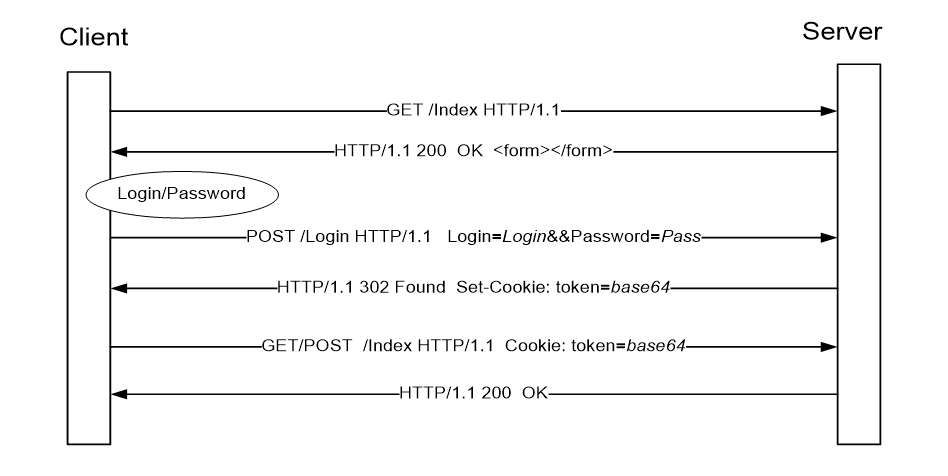 Client
Server
GET /Index HTTP/1.1
HTTP/1.1 200 OK <form></form>
Login/Password
POST /Login HTTP/1.1 Login=Login&&Password=Pass
HTTP/1.1 302 Found Set-Cookie: token=base64
GET/POST /Index HTTP/1.1 Cookie: token=base64
HTTP/1.1 200 OK